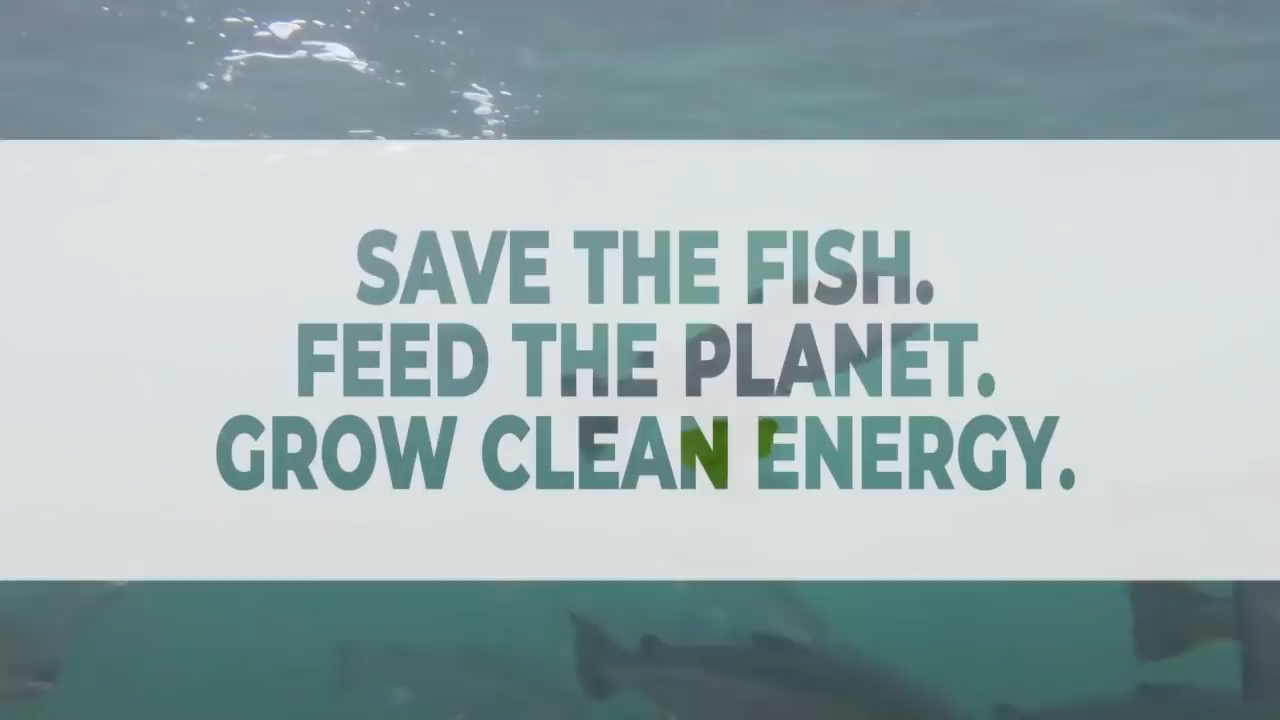 SAVE THE FISH.
FEED THE PLANET.
GROW CLEAN ENERGY.